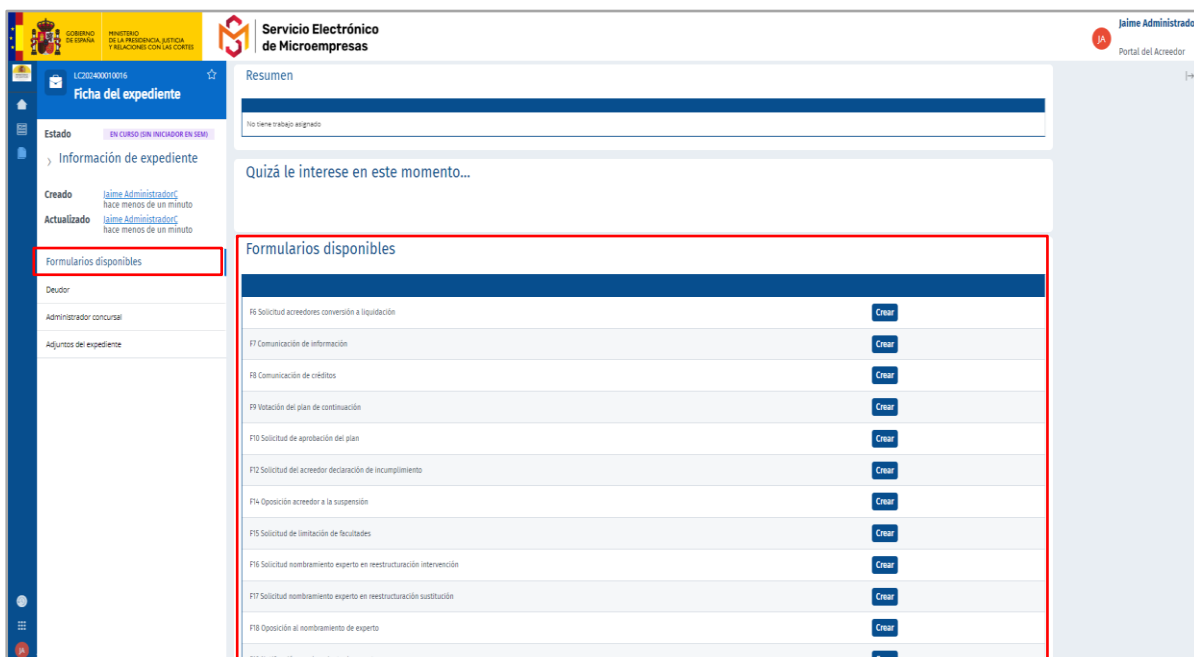 GOBIERNO
DE ESPAÑA
MINISTERIO
DE LA PRESIDENCIA, JUSTICIA
Y RELACIONES CON LAS CORTES
Servicio Electrónico
de Microempresas
Jaime Administrado
JA
Portal del Acreedor
LC202400010016
Ficha del expediente
Estado EN CURSO (SIN INICIADOR EN SEM)
Información de expediente
Creado Jaime AdministradorÇ
hace menos de un minuto
Actualizado Jaime AdministradorÇ
hace menos de un minuto
Formularios disponibles
Deudor
Administrador concursal
Adjuntos del expediente
JA
Resumen
No tiene trabajo asignado
Quizá le interese en este momento...
Formularios disponibles
F6 Solicitud acreedores conversión a liquidación Crear
F7 Comunicación de información Crear
F8 Comunicación de créditos Crear
F9 Votación del plan de continuación Crear
F10 Solicitud de aprobación del plan Crear
F12 Solicitud del acreedor declaración de incumplimiento Crear
F14 Oposición acreedor a la suspensión Crear
F15 Solicitud de limitación de facultades Crear
F16 Solicitud nombramiento experto en reestructuración intervención Crear
F17 Solicitud nombramiento experto en reestructuración sustitución Crear
F18 Oposición al nombramiento de experto Crear